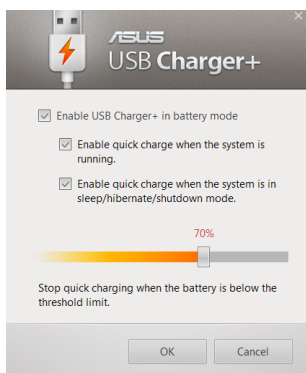 ASUS
USB Charger+
Enable USB Charger+ in battery mode
Enable quick charge when the system is
running.
Enable quick charge when the system is in
sleep/hibernate/shutdown mode.
70%
Stop quick charging when the battery is below the
threshold limit.
OK
Cancel